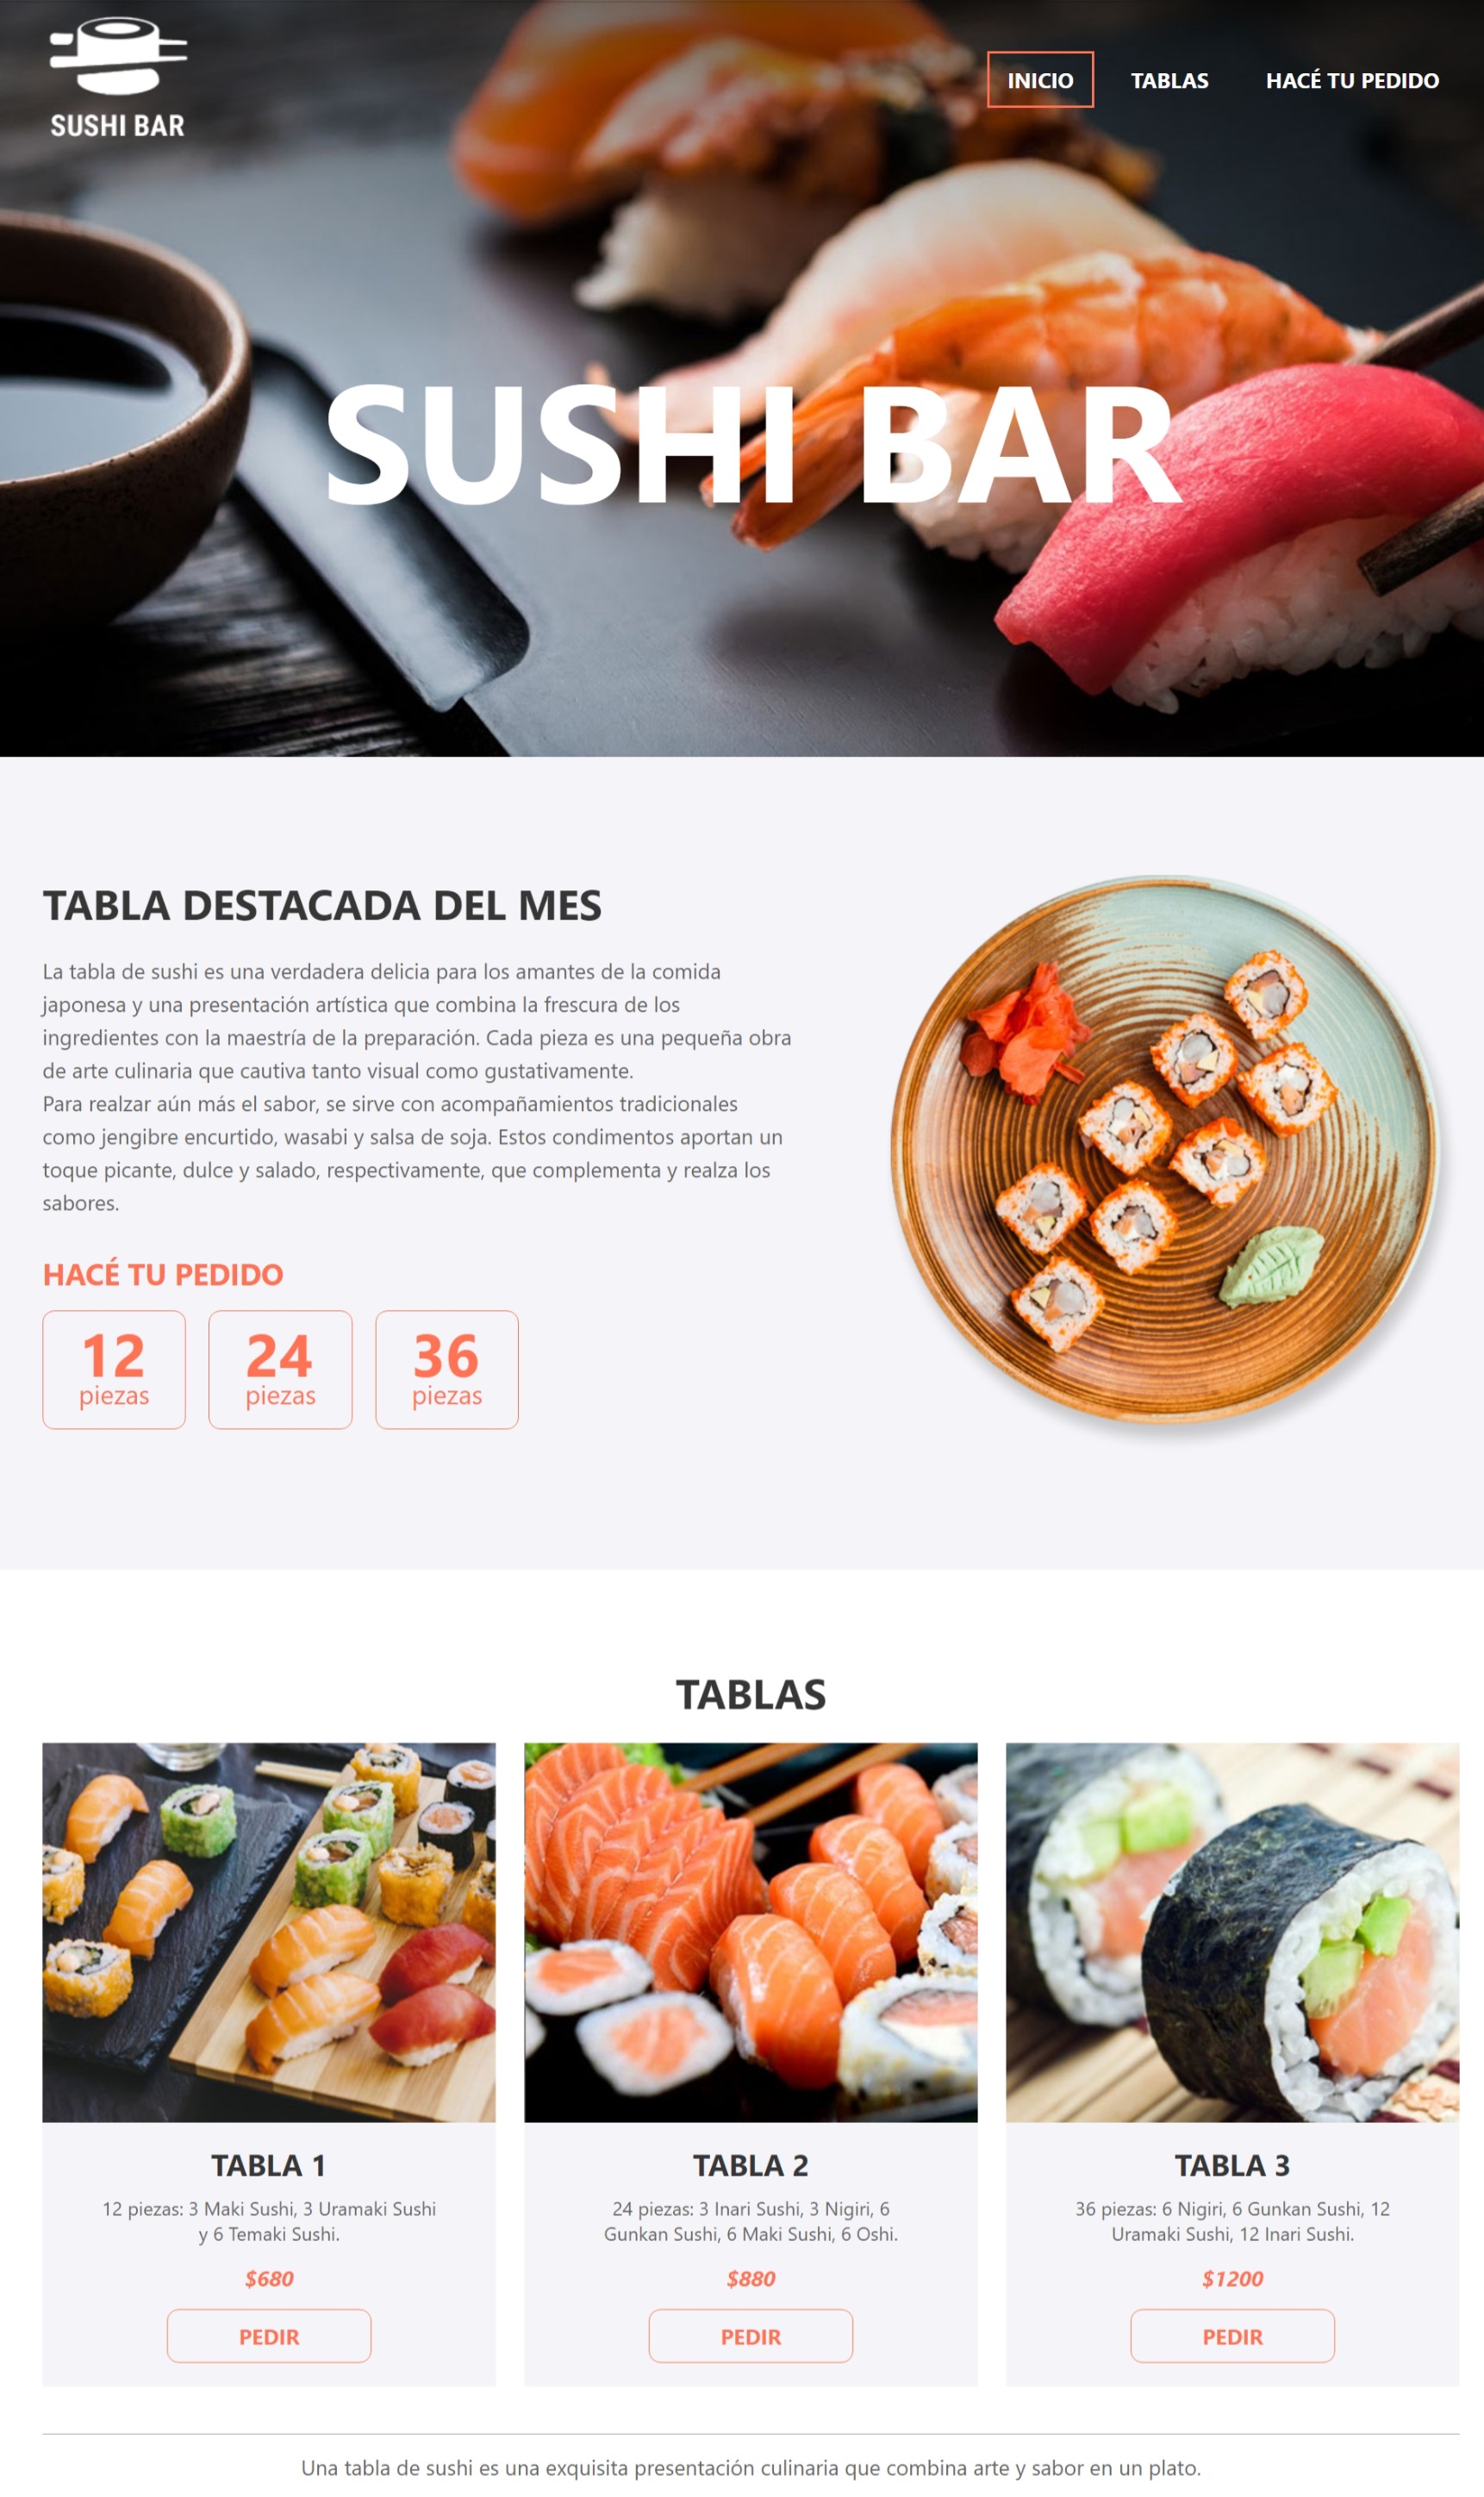 SUSHI BAR
INICIO TABLAS HACÉ TU PEDIDO
SUSHI BAR
TABLA DESTACADA DEL MES
La tabla de sushi es una verdadera delicia para los amantes de la comida
japonesa y una presentación artística que combina la frescura de los
ingredientes con la maestría de la preparación. Cada pieza es una pequeña obra
de arte culinaria que cautiva tanto visual como gustativamente.
Para realzar aún más el sabor, se sirve con acompañamientos tradicionales
como jengibre encurtido, wasabi y salsa de soja. Estos condimentos aportan un
toque picante, dulce y salado, respectivamente, que complementa y realza los
sabores.
HACÉ TU PEDIDO
12 24 36
piezas piezas piezas
TABLAS
TABLA 1
12 piezas: 3 Maki Sushi, 3 Uramaki Sushi
y 6 Temaki Sushi.
$680
PEDIR
TABLA 2
24 piezas: 3 Inari Sushi, 3 Nigiri, 6
Gunkan Sushi, 6 Maki Sushi, 6 Oshi.
$880
PEDIR
TABLA 3
36 piezas: 6 Nigiri, 6 Gunkan Sushi, 12
Uramaki Sushi, 12 Inari Sushi.
$1200
PEDIR
Una tabla de sushi es una exquisita presentación culinaria que combina arte y sabor en un plato.